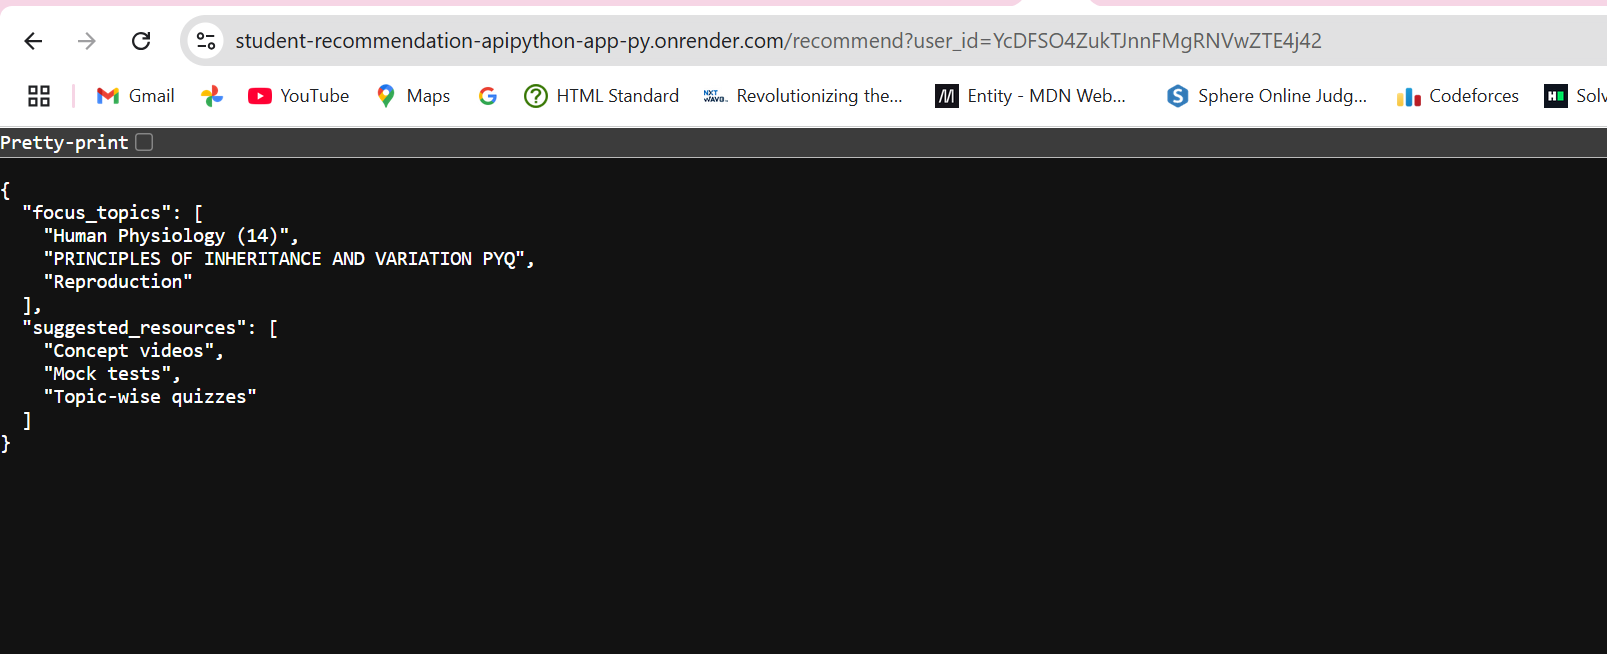 student-recommendation-apipython-app-py.onrender.com/recommend?user_id=YcDFSO4ZukTJnnFMgRNVwZTE4j42
Gmail YouTube Maps HTML Standard NXT WAVE Revolutionizing the... Entity - MDN Web... Sphere Online Judg... Codeforces Solv
Pretty-print
{
"focus_topics": [
"Human Physiology (14)",
"PRINCIPLES OF INHERITANCE AND VARIATION PYQ",
"Reproduction"
],
"suggested_resources": [
"Concept videos",
"Mock tests",
"Topic-wise quizzes"
]
}